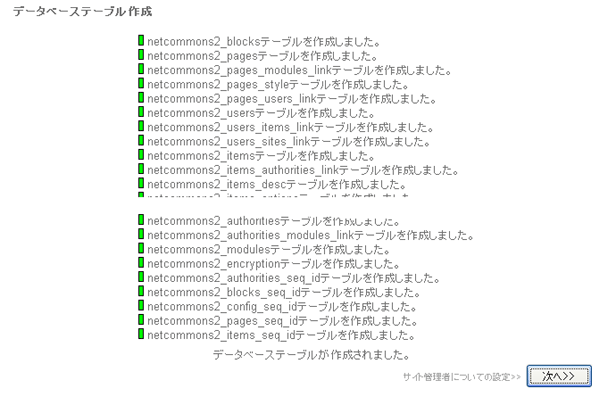 データベーステーブル作成
netcommons2_blocksテーブルを作成しました。
netcommons2_pagesテーブルを作成しました。
netcommons2_pages_modules_linkテーブルを作成しました。
netcommons2_pages_styleテーブルを作成しました。
netcommons2_pages_users_linkテーブルを作成しました。
netcommons2_usersテーブルを作成しました。
netcommons2_users_items_linkテーブルを作成しました。
netcommons2_users_sites_linkテーブルを作成しました。
netcommons2_itemsテーブルを作成しました。
netcommons2_items_authorities_linkテーブルを作成しました。
netcommons2_items_descテーブルを作成しました。
netcommons2_items_optionsテーブルを作成しました。
netcommons2_authoritiesテーブルを作成しました。
netcommons2_authorities_modules_linkテーブルを作成しました。
netcommons2_modulesテーブルを作成しました。
netcommons2_encryptionテーブルを作成しました。
netcommons2_authorities_seq_idテーブルを作成しました。
netcommons2_blocks_seq_idテーブルを作成しました。
netcommons2_config_seq_idテーブルを作成しました。
netcommons2_pages_seq_idテーブルを作成しました。
netcommons2_items_seq_idテーブルを作成しました。
データベーステーブルが作成されました。
サイト管理者についての設定>> 次へ>>